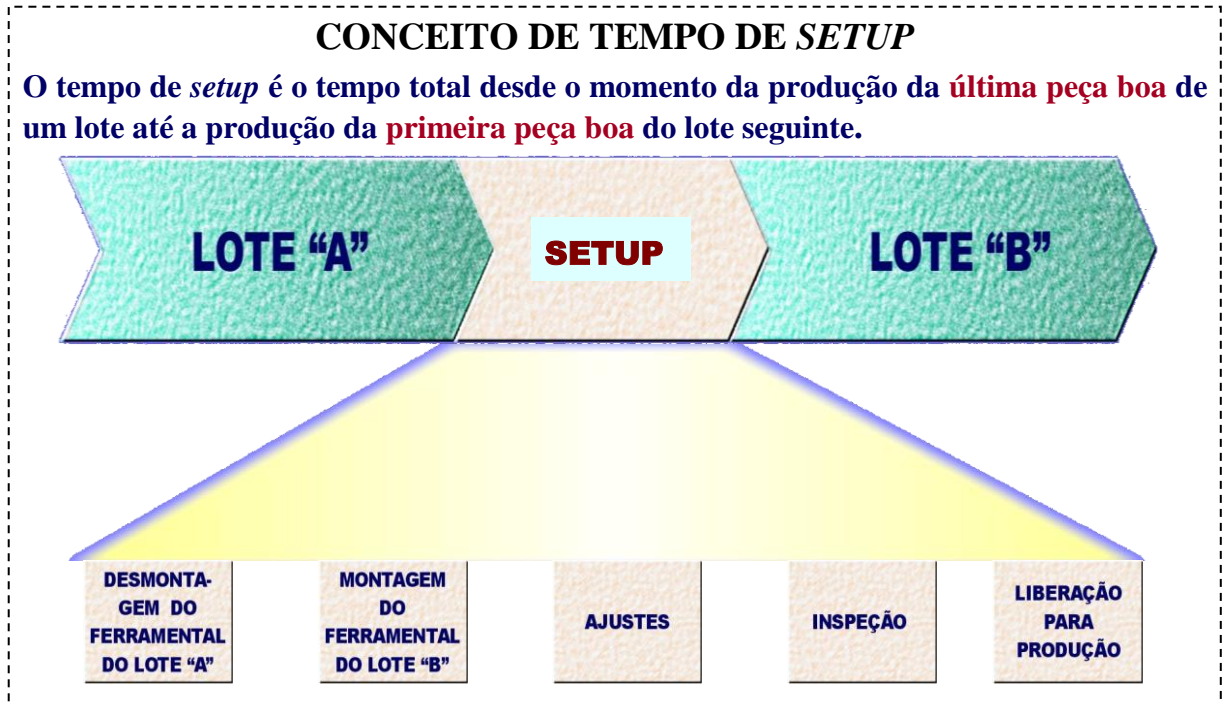 CONCEITO DE TEMPO DE SETUP
O tempo de setup é o tempo total desde o momento da produção da última peça boa de
um lote até a produção da primeira peça boa do lote seguinte.
LOTE “A”
SETUP
LOTE “B”
DESMONTA-
GEM DO
FERRAMENTAL
DO LOTE “A”
MONTAGEM
DO
FERRAMENTAL
DO LOTE “B”
AJUSTES
INSPEÇÃO
LIBERAÇÃO
PARA
PRODUÇÃO